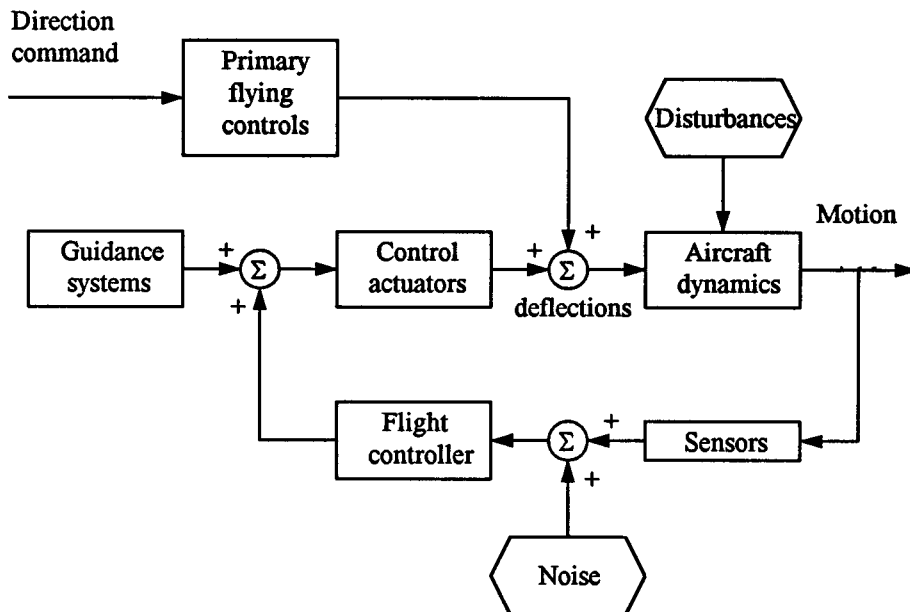 Direction
command
Primary
flying
controls
Disturbances
Motion
Guidance
systems
+
Σ
+
Control
actuators
+
+
Σ
deflections
Aircraft
dynamics
Flight
controller
Σ
+
+
Sensors
Noise